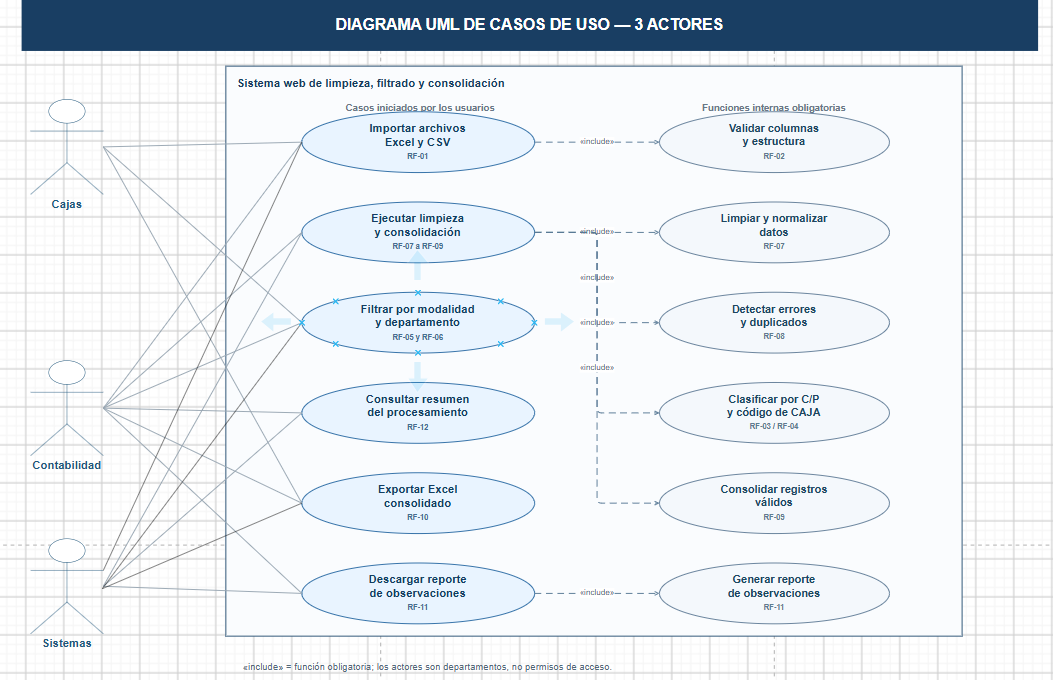 DIAGRAMA UML DE CASOS DE USO — 3 ACTORES
Sistema web de limpieza, filtrado y consolidación
Casos iniciados por los usuarios
Funciones internas obligatorias
Importar archivos
Excel y CSV
RF-01
«include»
Validar columnas
y estructura
RF-02
Cajas
Ejecutar limpieza
y consolidación
RF-07 a RF-09
«include»
Limpiar y normalizar
datos
RF-07
«include»
Filtrar por modalidad
y departamento
RF-05 y RF-06
«include»
Detectar errores
y duplicados
RF-08
«include»
Consultar resumen
del procesamiento
RF-12
Clasificar por C/P
y código de CAJA
RF-03 / RF-04
Contabilidad
Exportar Excel
consolidado
RF-10
Consolidar registros
válidos
RF-09
Descargar reporte
de observaciones
RF-11
«include»
Generar reporte
de observaciones
RF-11
Sistemas
«include» = función obligatoria; los actores son departamentos, no permisos de acceso.